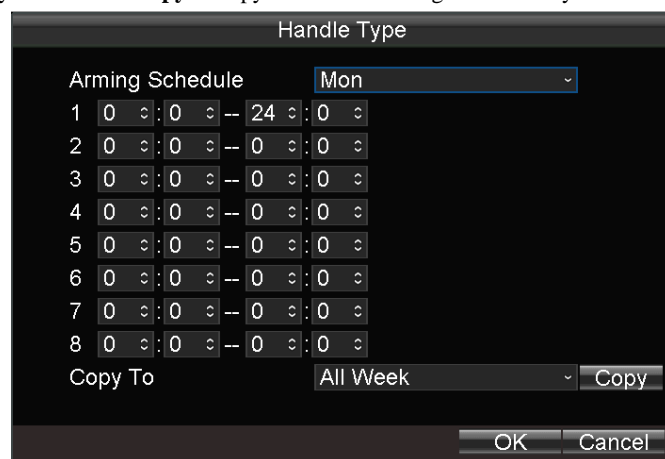 Handle Type
Arming Schedule Mon
1 0 : 0 -- 24 : 0
2 0 : 0 -- 0 : 0
3 0 : 0 -- 0 : 0
4 0 : 0 -- 0 : 0
5 0 : 0 -- 0 : 0
6 0 : 0 -- 0 : 0
7 0 : 0 -- 0 : 0
8 0 : 0 -- 0 : 0
Copy To All Week Copy
OK Cancel